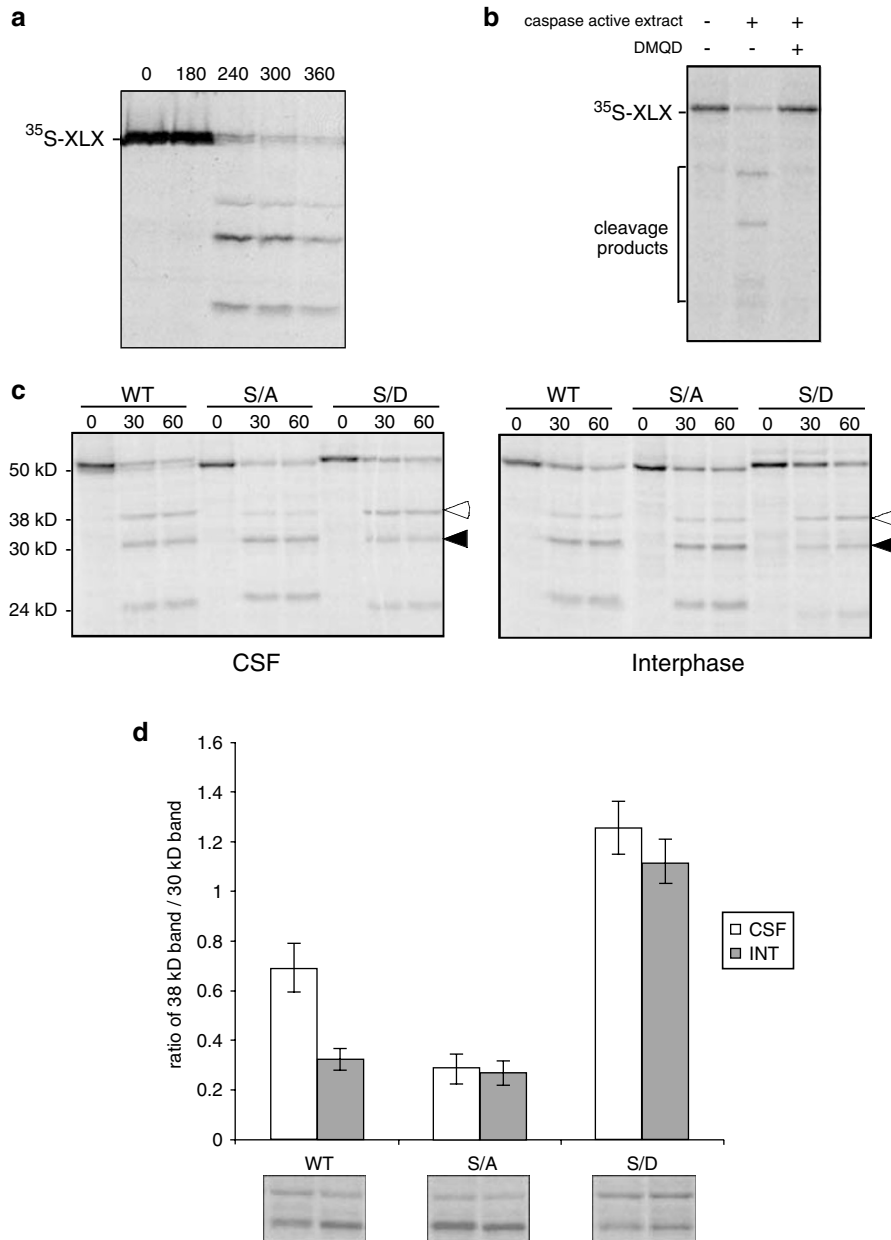 a
0 180 240 300 360
35S-XLX
b
caspase active extract - + +
DMQD - - +
35S-XLX
cleavage
products
c
WT S/A S/D
0 30 60 0 30 60 0 30 60
50 kD
38 kD
30 kD
24 kD
CSF
WT S/A S/D
0 30 60 0 30 60 0 30 60
Interphase
d
ratio of 38 kD band / 30 kD band
1.6
1.4
1.2
1
0.8
0.6
0.4
0.2
0
CSF
INT
WT S/A S/D